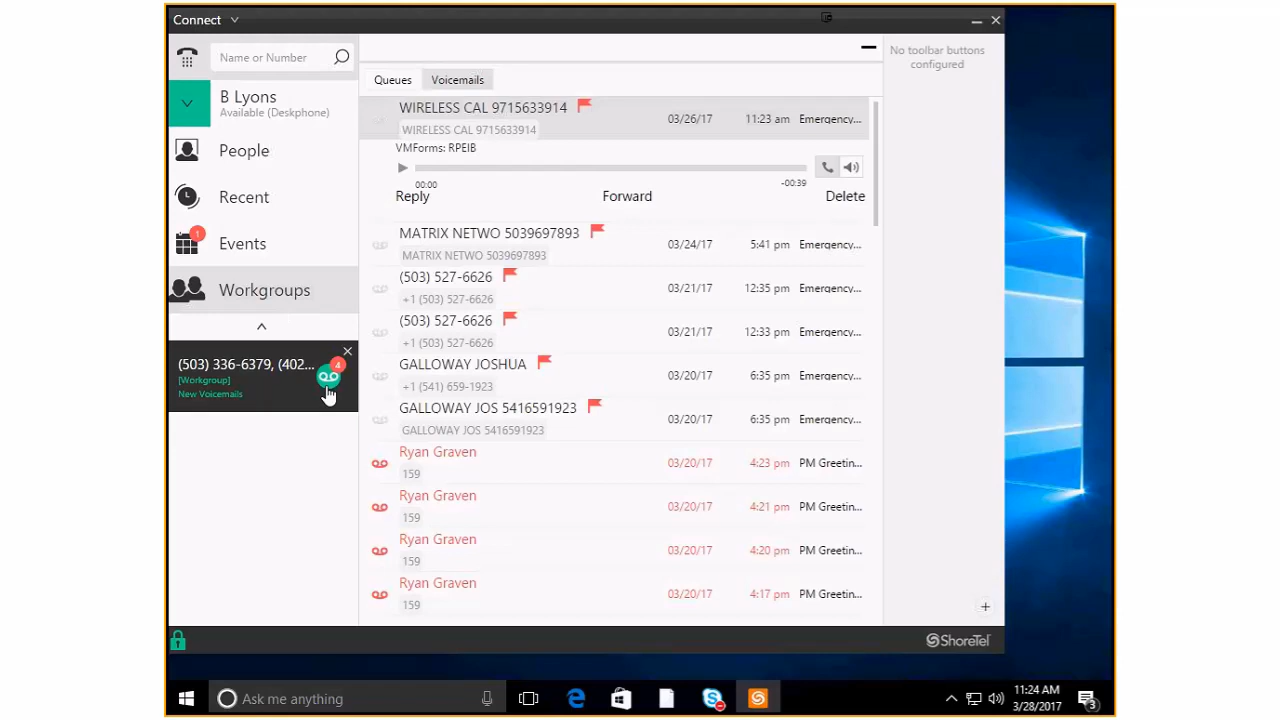 Connect
Name or Number
B Lyons
Available (Deskphone)
People
Recent
1
Events
Workgroups
(503) 336-6379, (402...
4
[Workgroup]
New Voicemails
Queues Voicemails
WIRELESS CAL 9715633914
WIRELESS CAL 9715633914
03/26/17 11:23 am Emergency...
VMForms: RPEIB
00:00 -00:39
Reply Forward Delete
MATRIX NETWO 5039697893
MATRIX NETWO 5039697893
03/24/17 5:41 pm Emergency...
(503) 527-6626
+1 (503) 527-6626
03/21/17 12:35 pm Emergency...
(503) 527-6626
+1 (503) 527-6626
03/21/17 12:33 pm Emergency...
GALLOWAY JOSHUA
+1 (541) 659-1923
03/20/17 6:35 pm Emergency...
GALLOWAY JOS 5416591923
GALLOWAY JOS 5416591923
03/20/17 6:35 pm Emergency...
Ryan Graven
159
03/20/17 4:23 pm PM Greetin...
Ryan Graven
159
03/20/17 4:21 pm PM Greetin...
Ryan Graven
159
03/20/17 4:20 pm PM Greetin...
Ryan Graven
159
03/20/17 4:17 pm PM Greetin...
No toolbar buttons
configured
ShoreTel
Ask me anything
11:24 AM
3/28/2017
3